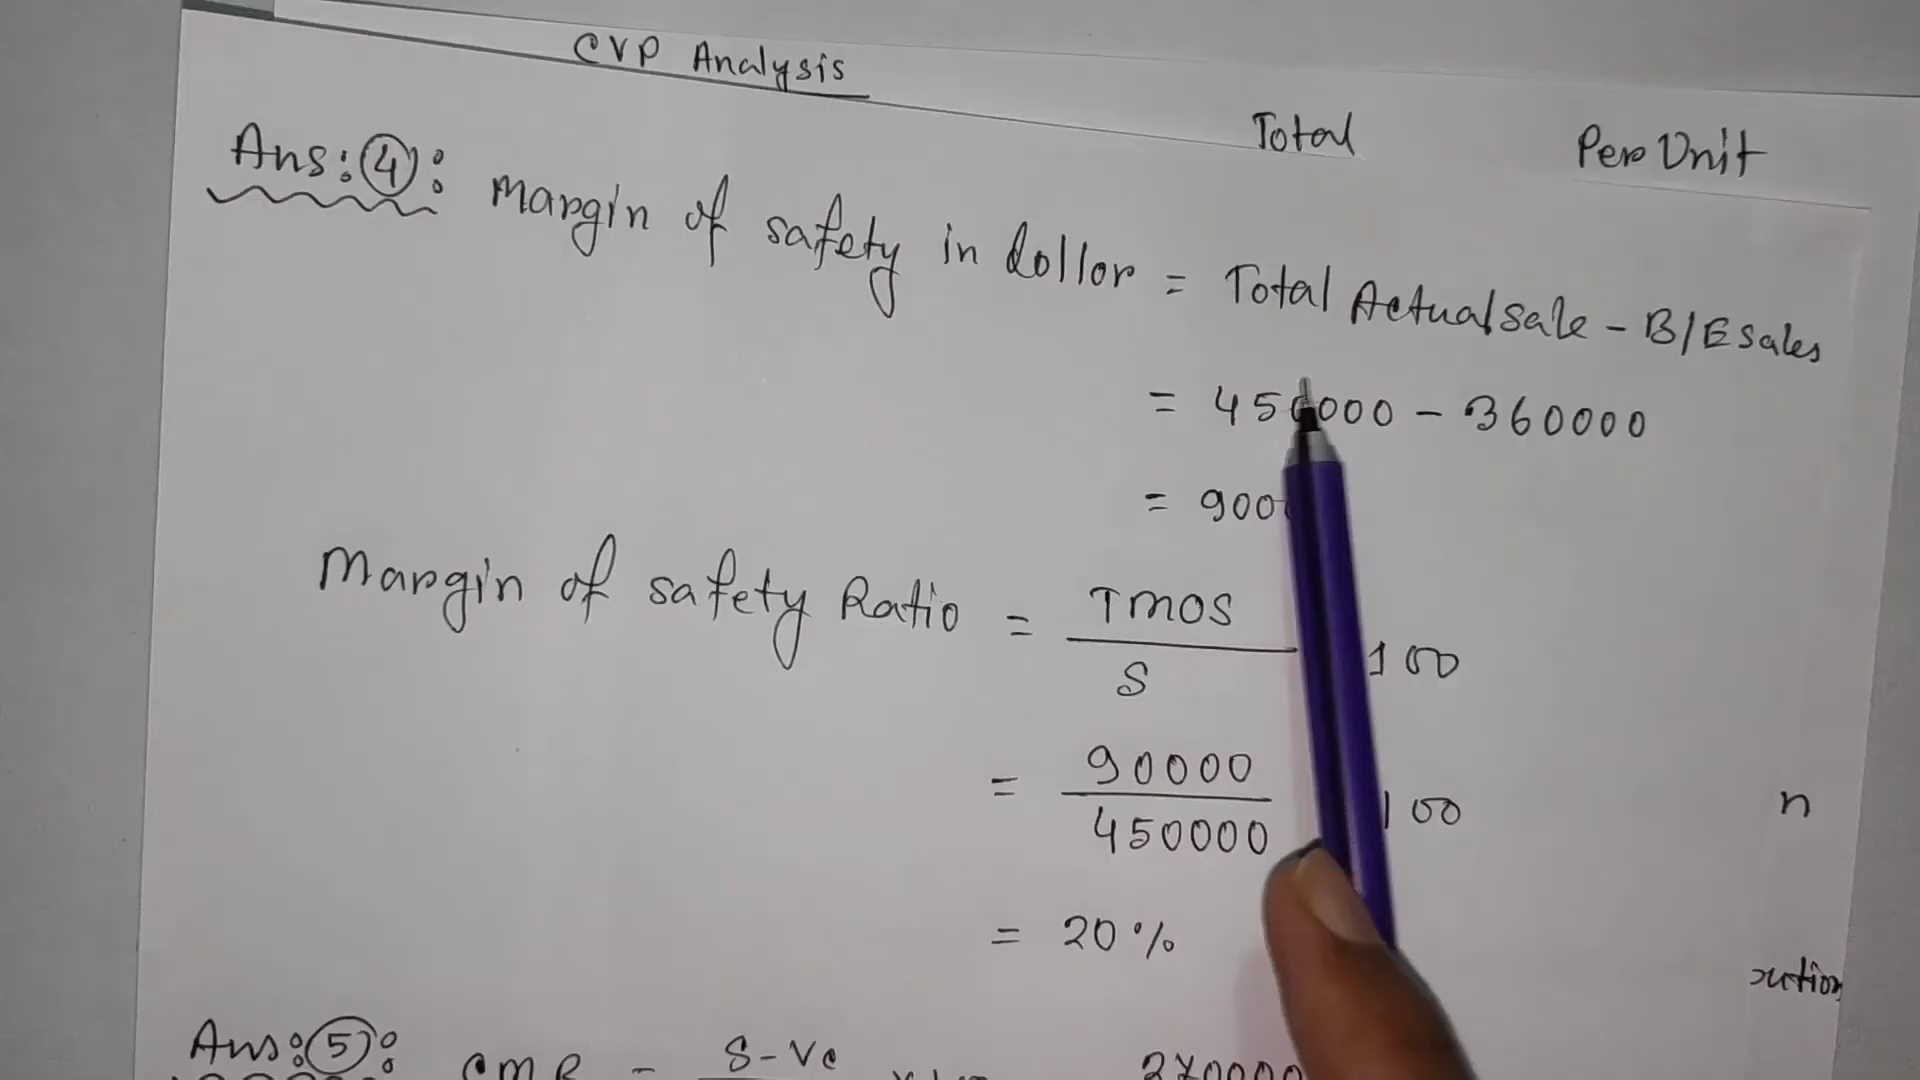 CVP Analysis
Total Per Unit
Ans: 4: Margin of safety in dollor = Total Actual sale - B/E sales
= 450000 - 360000
= 900
Margin of safety Ratio = TMOS / S 100
= 90000 / 450000 100
n
= 20%
Ans: 5: CMR = S-Vc